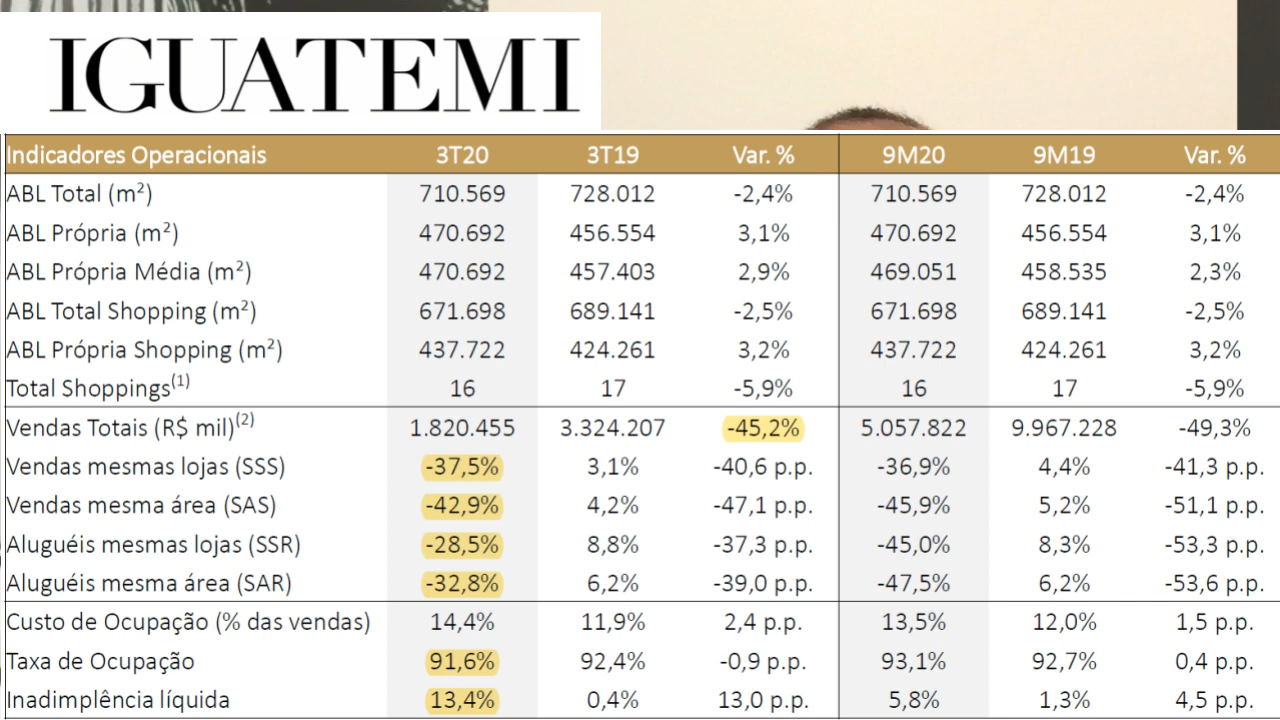 IGUATEMI
Indicadores Operacionais 3T20 3T19 Var. % 9M20 9M19 Var. %
ABL Total (m²) 710.569 728.012 -2,4% 710.569 728.012 -2,4%
ABL Própria (m²) 470.692 456.554 3,1% 470.692 456.554 3,1%
ABL Própria Média (m²) 470.692 457.403 2,9% 469.051 458.535 2,3%
ABL Total Shopping (m²) 671.698 689.141 -2,5% 671.698 689.141 -2,5%
ABL Própria Shopping (m²) 437.722 424.261 3,2% 437.722 424.261 3,2%
Total Shoppings(1) 16 17 -5,9% 16 17 -5,9%
Vendas Totais (R$ mil)(2) 1.820.455 3.324.207 -45,2% 5.057.822 9.967.228 -49,3%
Vendas mesmas lojas (SSS) -37,5% 3,1% -40,6 p.p. -36,9% 4,4% -41,3 p.p.
Vendas mesma área (SAS) -42,9% 4,2% -47,1 p.p. -45,9% 5,2% -51,1 p.p.
Aluguéis mesmas lojas (SSR) -28,5% 8,8% -37,3 p.p. -45,0% 8,3% -53,3 p.p.
Aluguéis mesma área (SAR) -32,8% 6,2% -39,0 p.p. -47,5% 6,2% -53,6 p.p.
Custo de Ocupação (% das vendas) 14,4% 11,9% 2,4 p.p. 13,5% 12,0% 1,5 p.p.
Taxa de Ocupação 91,6% 92,4% -0,9 p.p. 93,1% 92,7% 0,4 p.p.
Inadimplência líquida 13,4% 0,4% 13,0 p.p. 5,8% 1,3% 4,5 p.p.